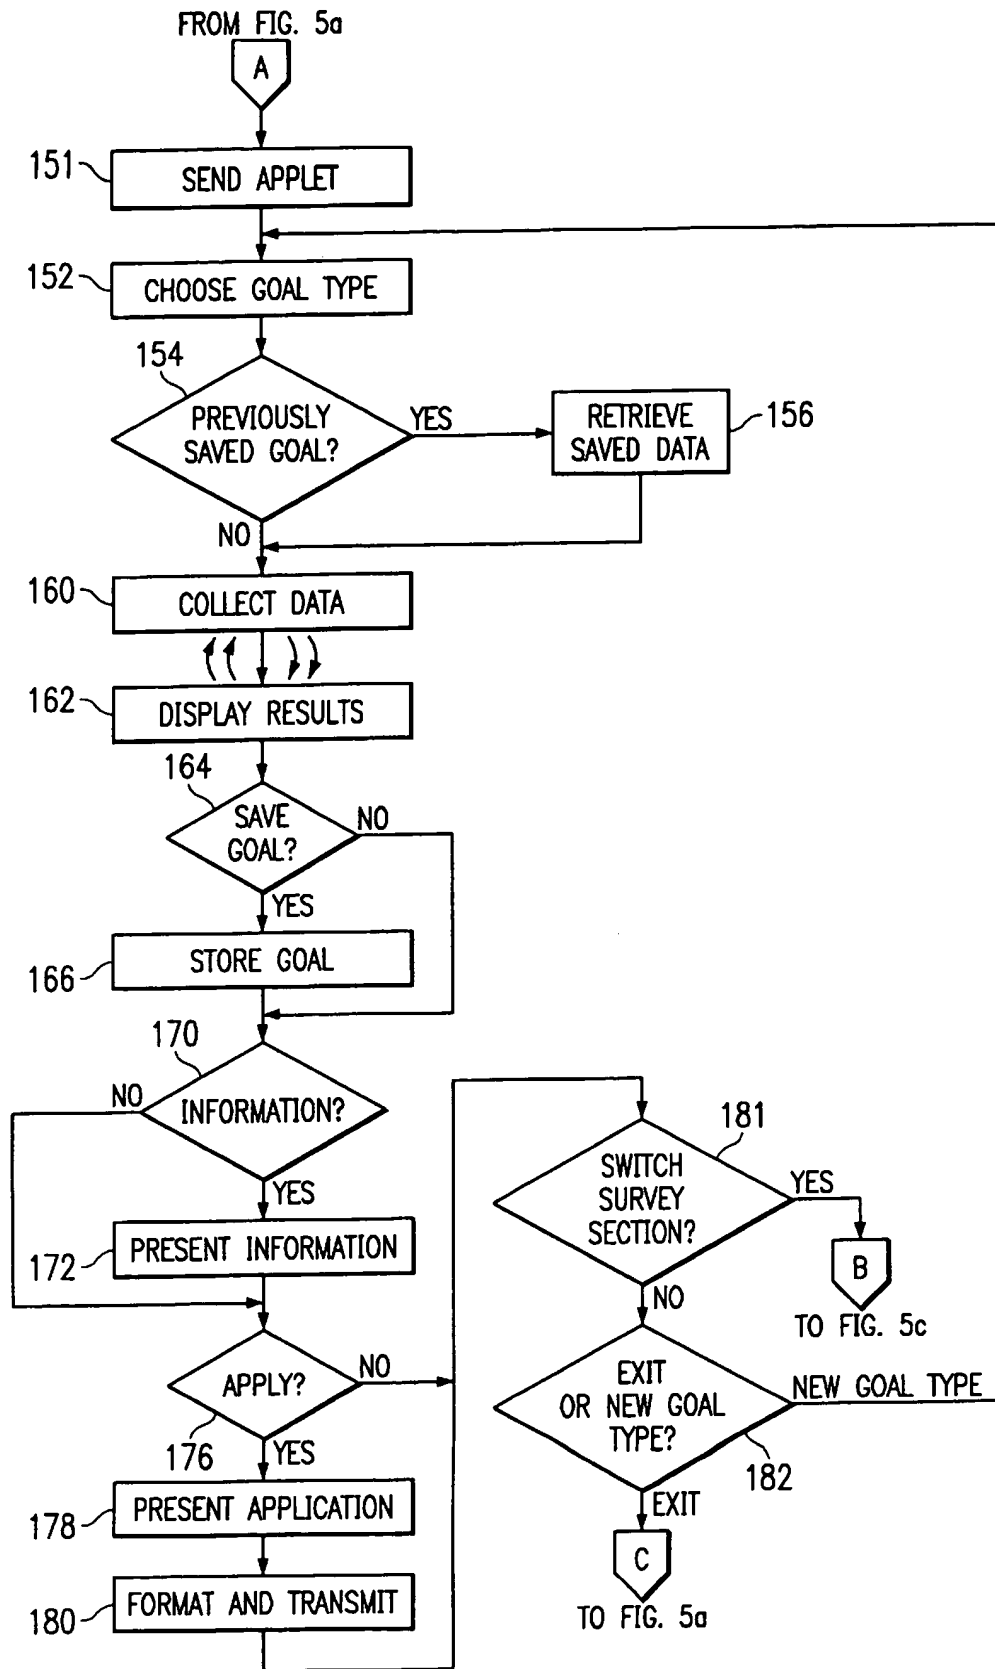 FROM FIG. 5a
A
151
SEND APPLET
152
CHOOSE GOAL TYPE
154
PREVIOUSLY
SAVED GOAL?
YES
RETRIEVE
SAVED DATA
156
NO
160
COLLECT DATA
162
DISPLAY RESULTS
164
SAVE
GOAL?
NO
YES
166
STORE GOAL
170
NO
INFORMATION?
YES
172
PRESENT INFORMATION
APPLY?
NO
176
YES
178
PRESENT APPLICATION
180
FORMAT AND TRANSMIT
181
SWITCH
SURVEY
SECTION?
YES
B
TO FIG. 5c
NO
EXIT
OR NEW GOAL
TYPE?
NEW GOAL TYPE
182
EXIT
C
TO FIG. 5a